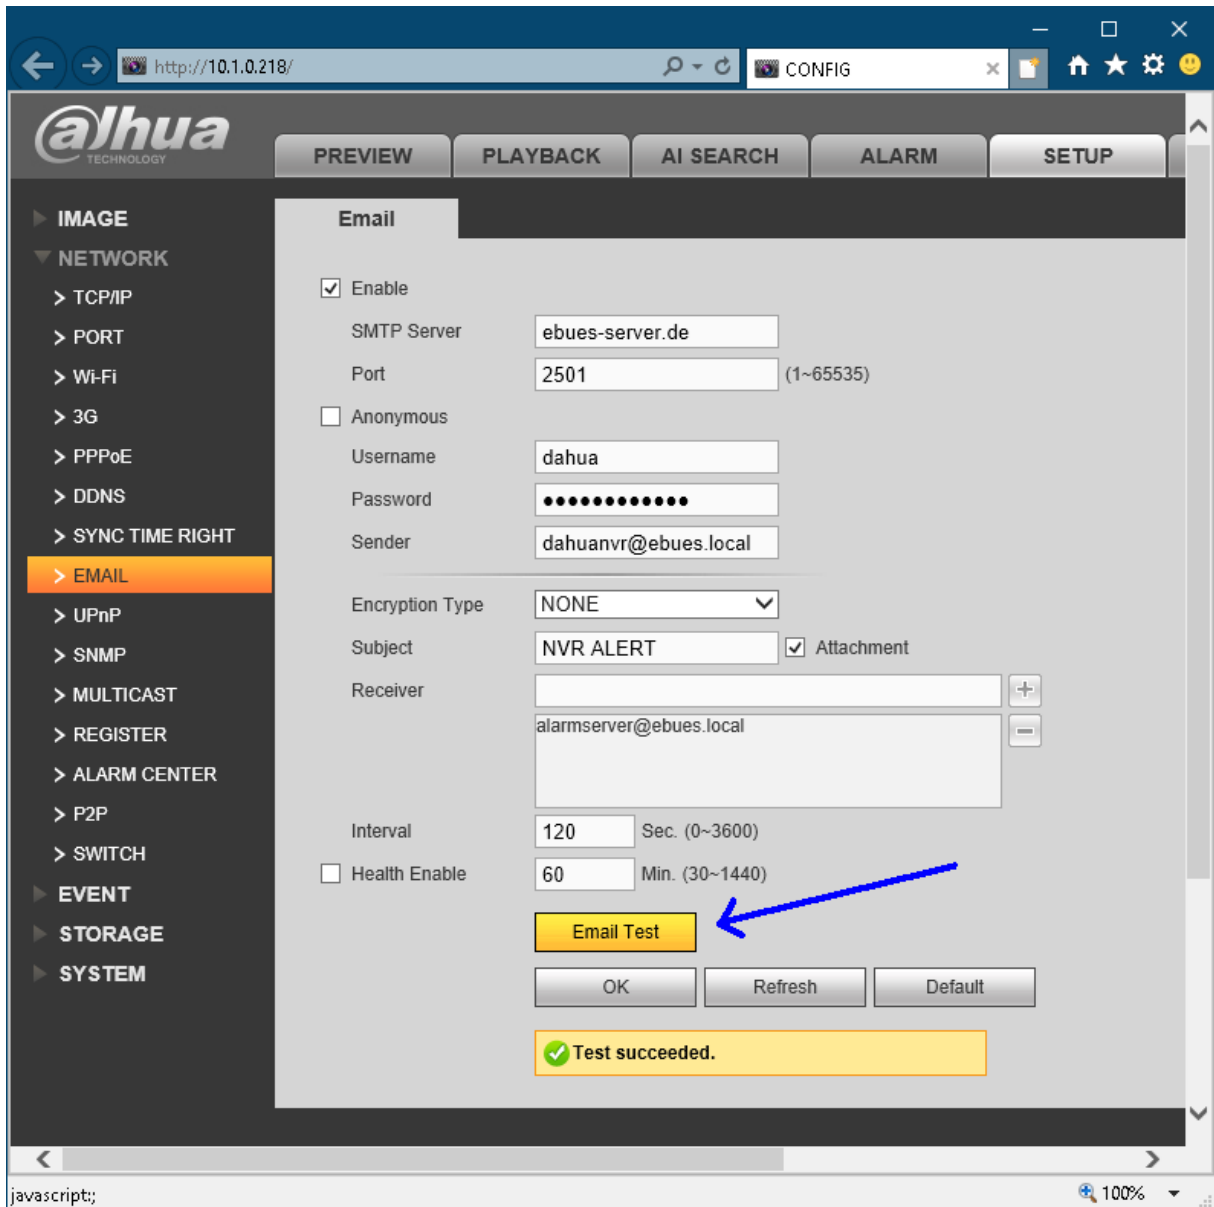 http://10.1.0.218/
CONFIG
alhua
TECHNOLOGY
PREVIEW
PLAYBACK
AI SEARCH
ALARM
SETUP
IMAGE
NETWORK
> TCP/IP
> PORT
> Wi-Fi
> 3G
> PPPoE
> DDNS
> SYNC TIME RIGHT
> EMAIL
> UPnP
> SNMP
> MULTICAST
> REGISTER
> ALARM CENTER
> P2P
> SWITCH
EVENT
STORAGE
SYSTEM
Email
Enable
SMTP Server ebues-server.de
Port 2501 (1~65535)
Anonymous
Username dahua
Password ●●●●●●●●●●●●
Sender dahuanvr@ebues.local
Encryption Type NONE
Subject NVR ALERT Attachment
Receiver
alarmserver@ebues.local
Interval 120 Sec. (0~3600)
Health Enable 60 Min. (30~1440)
Email Test
OK Refresh Default
Test succeeded.
javascript:;
100%